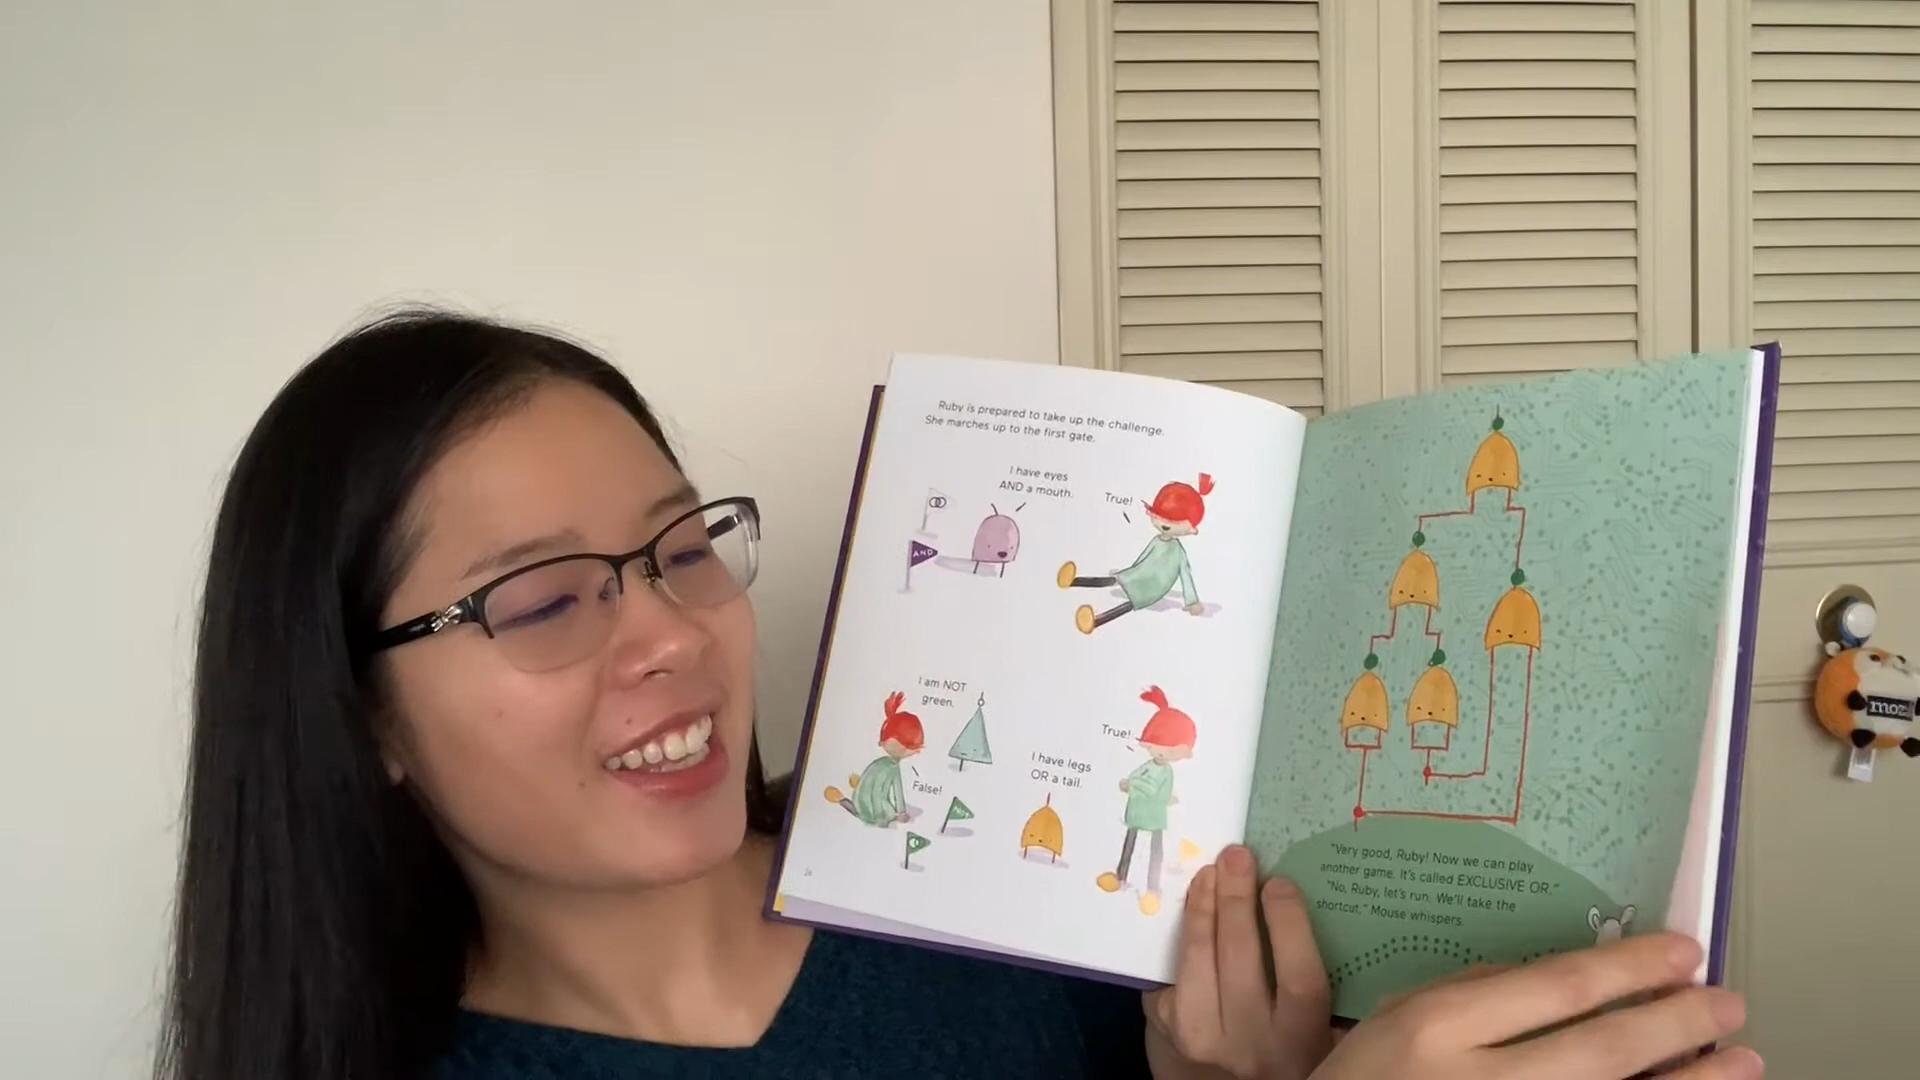 Ruby is prepared to take up the challenge.
She marches up to the first gate.
I have eyes
AND a mouth.
True!
AND
I am NOT
green.
False!
NOT
I have legs
OR a tail.
True!
"Very good, Ruby! Now we can play
another game. It's called EXCLUSIVE OR."
"No, Ruby, let's run. We'll take the
shortcut," Mouse whispers.